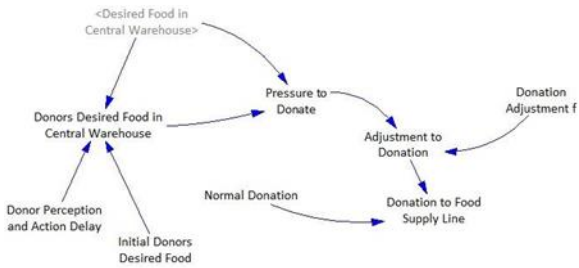 <Desired Food in
Central Warehouse>
Pressure to
Donate
Donation
Adjustment f
Donors Desired Food in
Central Warehouse
Adjustment to
Donation
Normal Donation
Donation to Food
Supply Line
Donor Perception
and Action Delay
Initial Donors
Desired Food